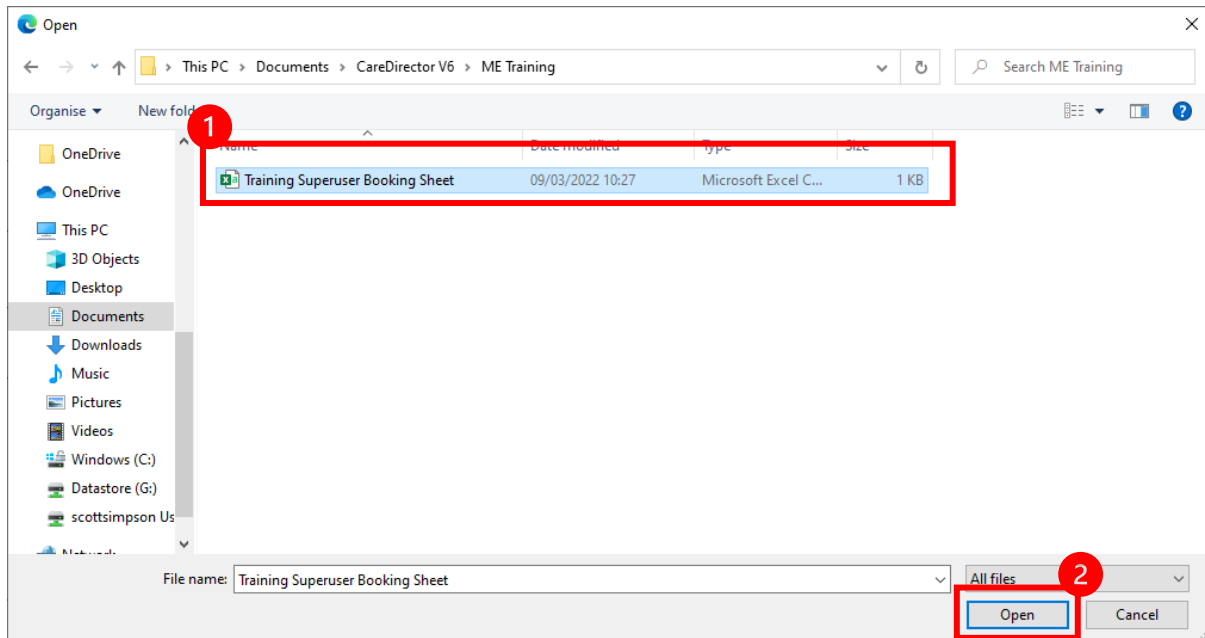 Open
This PC > Documents > CareDirector V6 > ME Training
Search ME Training
Organise
New fold
1
Name Date modified Type Size
Training Superuser Booking Sheet 09/03/2022 10:27 Microsoft Excel C... 1 KB
OneDrive
OneDrive
This PC
3D Objects
Desktop
Documents
Downloads
Music
Pictures
Videos
Windows (C:)
Datastore (G:)
scottsimpson Us
Network
File name: Training Superuser Booking Sheet
All files
2
Open
Cancel